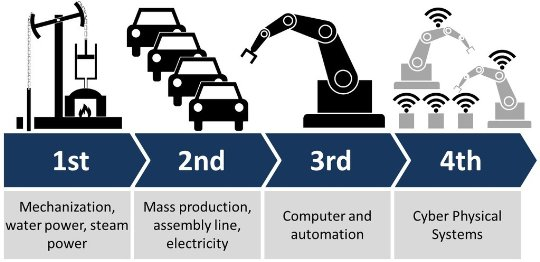 1st
2nd
3rd
4th
Mechanization,
water power, steam
power
Mass production,
assembly line,
electricity
Computer and
automation
Cyber Physical
Systems